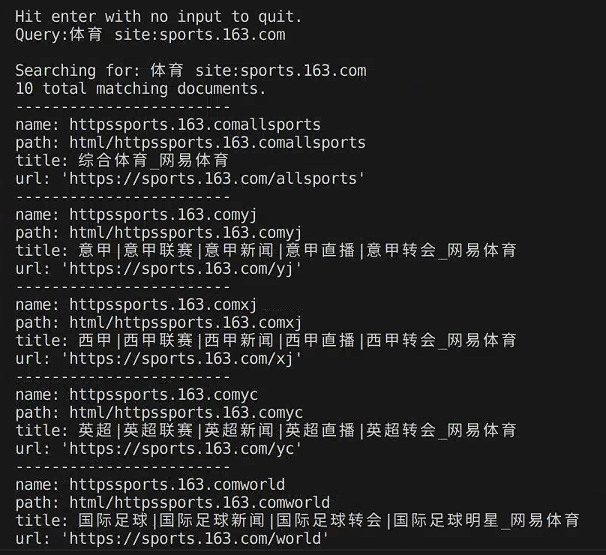 Hit enter with no input to quit.
Query:体育 site:sports.163.com
Searching for: 体育 site:sports.163.com
10 total matching documents.
------------------------
name: httpssports.163.comallsports
path: html/httpssports.163.comallsports
title: 综合体育_网易体育
url: 'https://sports.163.com/allsports'
------------------------
name: httpssports.163.comyj
path: html/httpssports.163.comyj
title: 意甲|意甲联赛|意甲新闻|意甲直播|意甲转会_网易体育
url: 'https://sports.163.com/yj'
------------------------
name: httpssports.163.comxj
path: html/httpssports.163.comxj
title: 西甲|西甲联赛|西甲新闻|西甲直播|西甲转会_网易体育
url: 'https://sports.163.com/xj'
------------------------
name: httpssports.163.comyc
path: html/httpssports.163.comyc
title: 英超|英超联赛|英超新闻|英超直播|英超转会_网易体育
url: 'https://sports.163.com/yc'
------------------------
name: httpssports.163.comworld
path: html/httpssports.163.comworld
title: 国际足球|国际足球新闻|国际足球转会|国际足球明星_网易体育
url: 'https://sports.163.com/world'